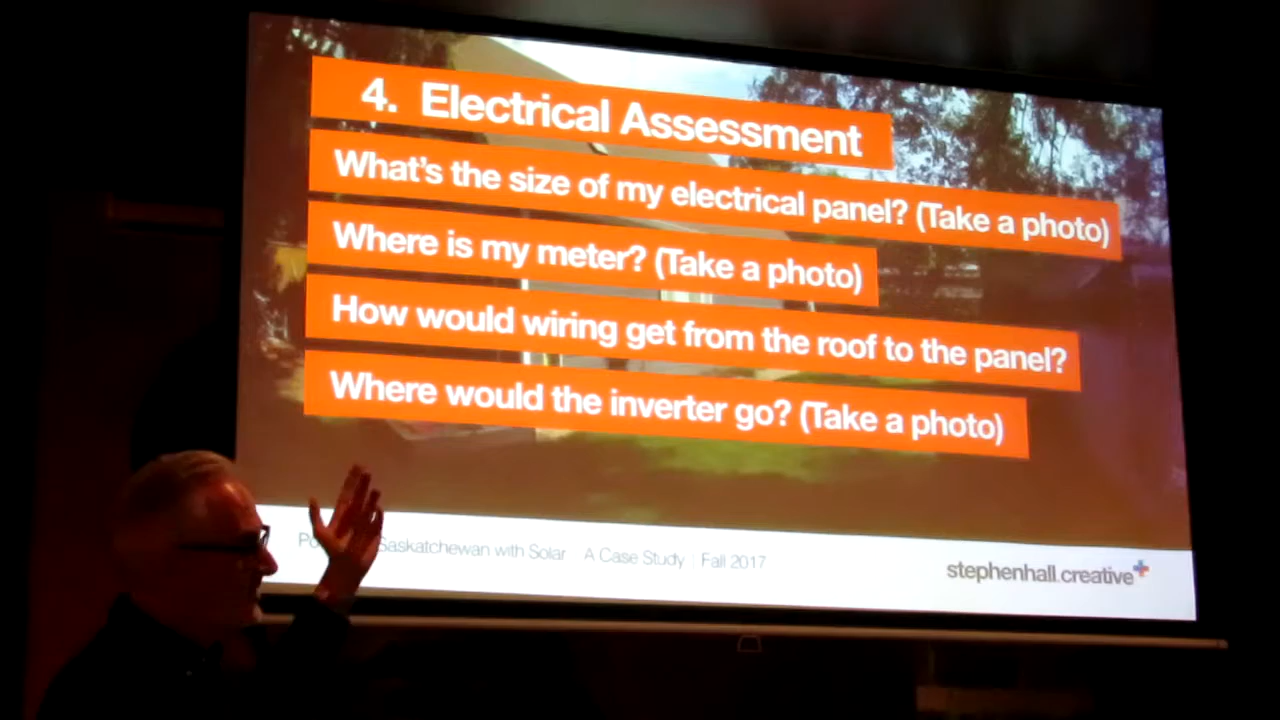 4. Electrical Assessment
What's the size of my electrical panel? (Take a photo)
Where is my meter? (Take a photo)
How would wiring get from the roof to the panel?
Where would the inverter go? (Take a photo)
Saskatchewan with Solar A Case Study | Fall 2017
stephenhall.creative